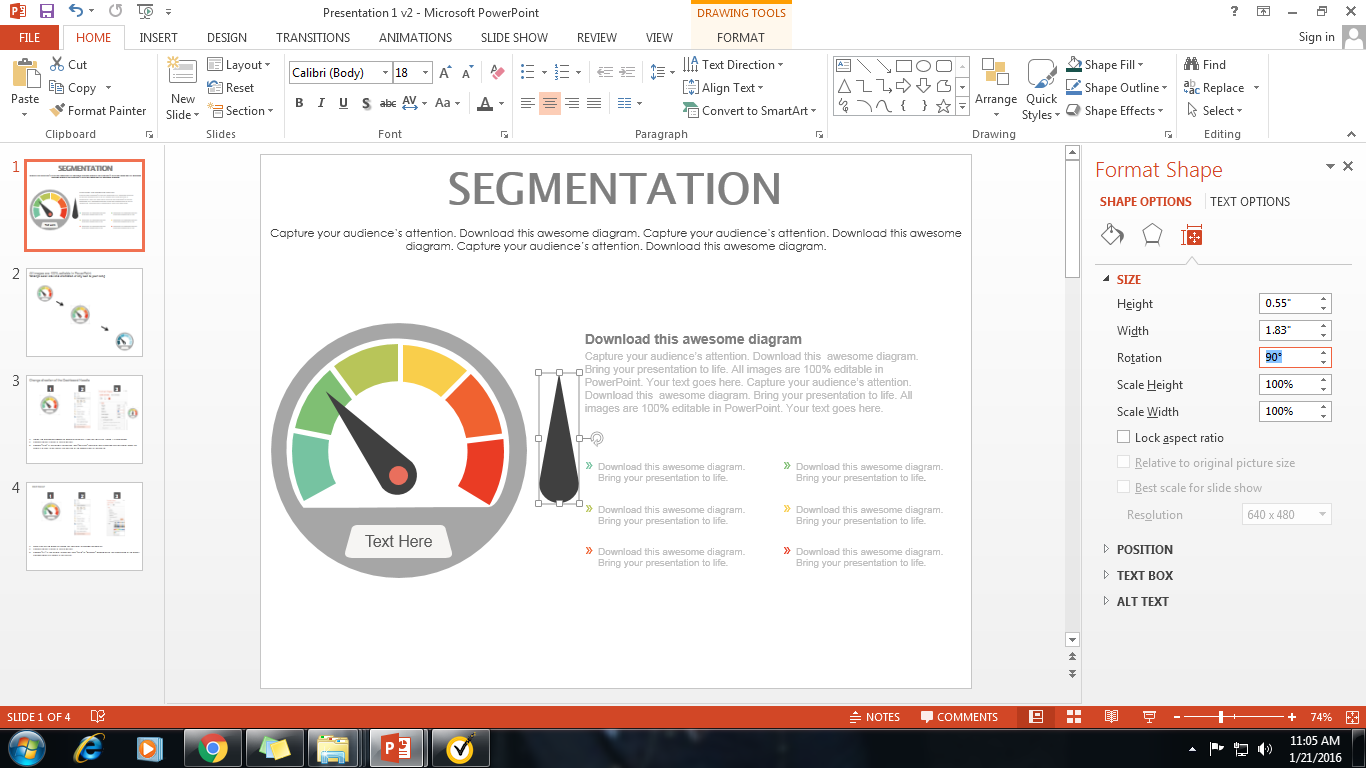 Presentation 1 v2 - Microsoft PowerPoint
DRAWING TOOLS
FILE
HOME
INSERT
DESIGN
TRANSITIONS
ANIMATIONS
SLIDE SHOW
REVIEW
VIEW
FORMAT
Sign in
Paste
Cut
Copy
Format Painter
Clipboard
New
Slide
Layout
Reset
Section
Slides
Calibri (Body)
18
B I U S abc AV Aa A
Font
Text Direction
Align Text
Convert to SmartArt
Paragraph
Arrange
Quick
Styles
Shape Fill
Shape Outline
Shape Effects
Drawing
Find
Replace
Select
Editing
1
SEGMENTATION
2
3
4
SEGMENTATION
Capture your audience's attention. Download this awesome diagram. Capture your audience's attention. Download this awesome
diagram. Capture your audience's attention. Download this awesome diagram.
Text Here
Download this awesome diagram
Capture your audience's attention. Download this  awesome diagram.
Bring your presentation to life. All images are 100% editable in
PowerPoint. Your text goes here. Capture your audience's attention.
Download this  awesome diagram. Bring your presentation to life. All
images are 100% editable in PowerPoint. Your text goes here.
» Download this awesome diagram.
Bring your presentation to life.
» Download this awesome diagram.
Bring your presentation to life.
» Download this awesome diagram.
Bring your presentation to life.
» Download this awesome diagram.
Bring your presentation to life.
» Download this awesome diagram.
Bring your presentation to life.
» Download this awesome diagram.
Bring your presentation to life.
Format Shape
SHAPE OPTIONS
TEXT OPTIONS
SIZE
Height 0.55"
Width 1.83"
Rotation 90°
Scale Height 100%
Scale Width 100%
Lock aspect ratio
Relative to original picture size
Best scale for slide show
Resolution 640 x 480
POSITION
TEXT BOX
ALT TEXT
SLIDE 1 OF 4
NOTES
COMMENTS
74%
11:05 AM
1/21/2016